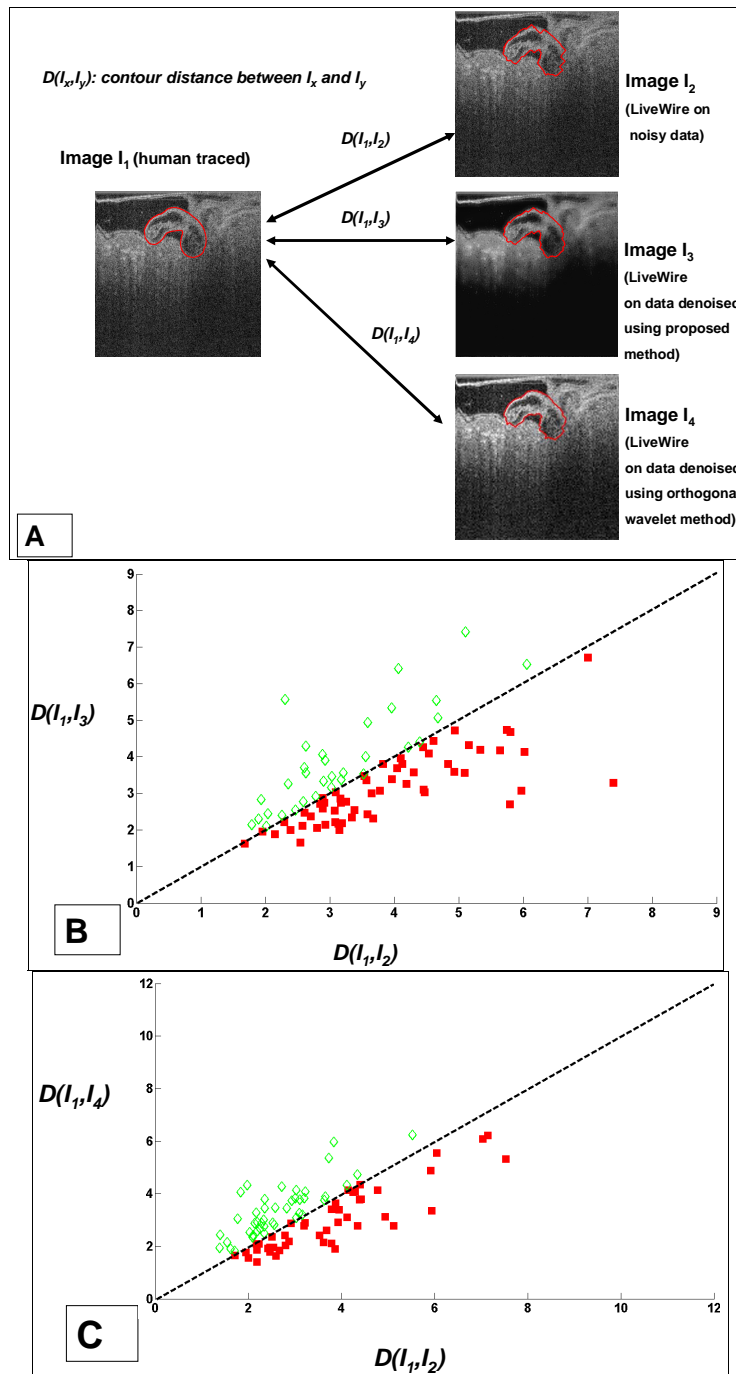 D(Ix,Iy): contour distance between Ix and Iy
Image I1 (human traced)
D(I1,I2)
D(I1,I3)
D(I1,I4)
Image I2
(LiveWire on
noisy data)
Image I3
(LiveWire
on data denoised
using proposed
method)
Image I4
(LiveWire
on data denoised
using orthogona
wavelet method)
A
9
8
7
6
5
4
3
2
1
0
D(I1,I3)
0 1 2 3 4 5 6 7 8 9
D(I1,I2)
B
12
10
8
6
4
2
0
D(I1,I4)
0 2 4 6 8 10 12
D(I1,I2)
C